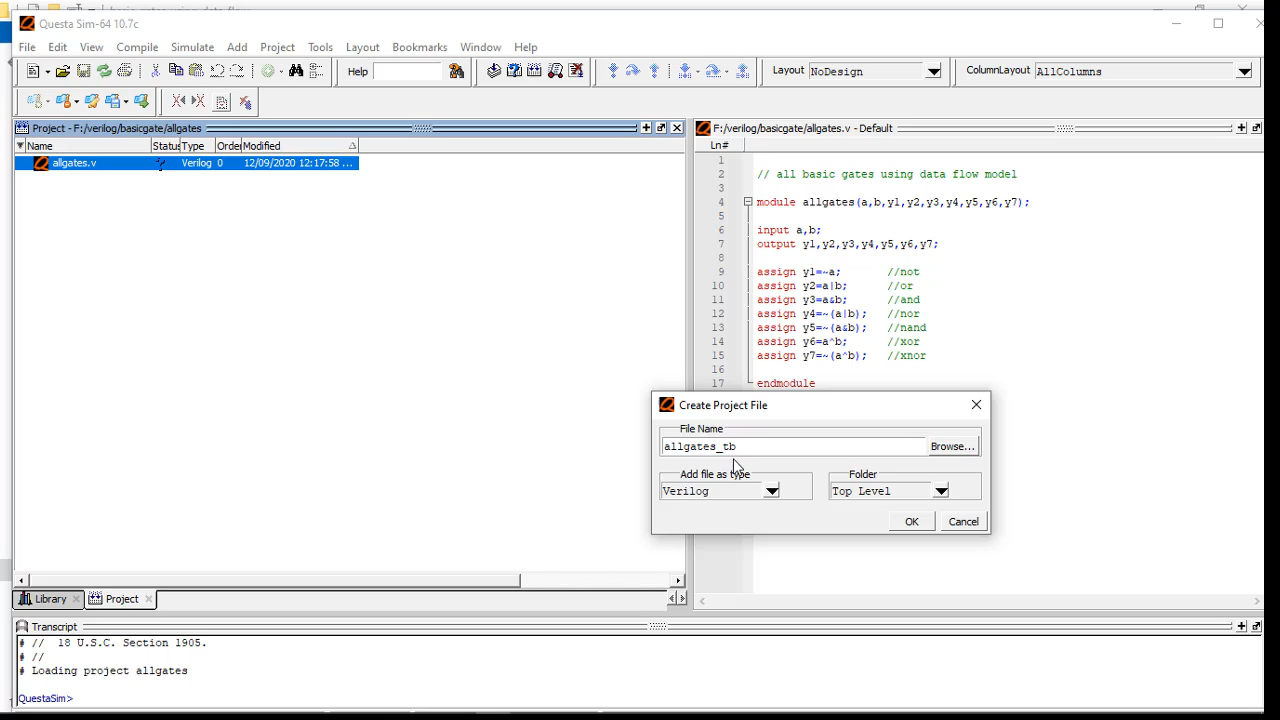 Questa Sim-64 10.7c
File Edit View Compile Simulate Add Project Tools Layout Bookmarks Window Help
Help Layout NoDesign ColumnLayout AllColumns
Project - F:/verilog/basicgate/allgates
Name Status Type Order Modified
allgates.v ? Verilog 0 12/09/2020 12:17:58 ...
F:/verilog/basicgate/allgates.v - Default
Ln#
1
2 // all basic gates using data flow model
3
4 module allgates(a,b,y1,y2,y3,y4,y5,y6,y7);
5
6 input a,b;
7 output y1,y2,y3,y4,y5,y6,y7;
8
9 assign y1=~a; //not
10 assign y2=a|b; //or
11 assign y3=a&b; //and
12 assign y4=~(a|b); //nor
13 assign y5=~(a&b); //nand
14 assign y6=a^b; //xor
15 assign y7=~(a^b); //xnor
16
17 endmodule
Create Project File
File Name
allgates_tb Browse...
Add file as type Folder
Verilog Top Level
OK Cancel
Library Project
Transcript
# // 18 U.S.C. Section 1905.
# //
# Loading project allgates
QuestaSim>